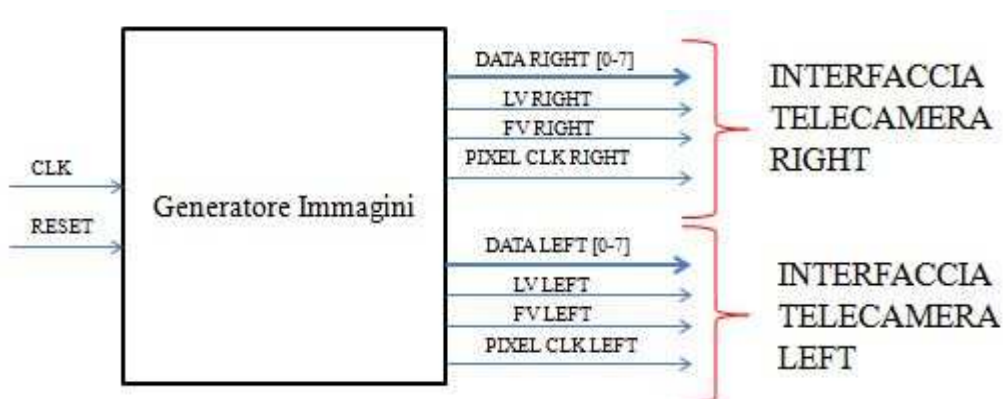 CLK
RESET
Generatore Immagini
DATA RIGHT [0-7]
LV RIGHT
FV RIGHT
PIXEL CLK RIGHT
INTERFACCIA
TELECAMERA
RIGHT
DATA LEFT [0-7]
LV LEFT
FV LEFT
PIXEL CLK LEFT
INTERFACCIA
TELECAMERA
LEFT